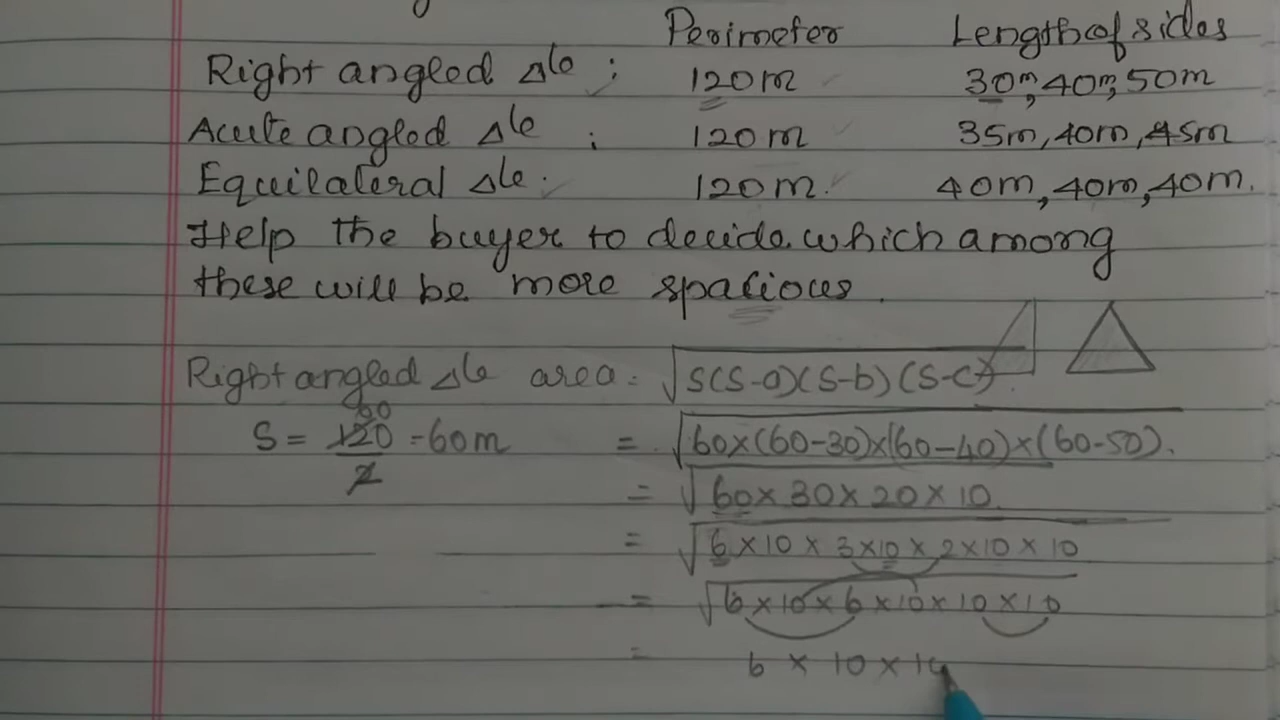 Perimeter Length of sides
Right angled Δle : 120m 30m, 40m, 50m
Acute angled Δle : 120m 35m, 40m, 45m
Equilateral Δle. 120m. 40m, 40m, 40m.
Help the buyer to decide which among
these will be more spacious.
Right angled Δle area = √S(S-a)(S-b)(S-c).
S = 120/2 = 60m = √60×(60-30)×(60-40)×(60-50).
60
= √60×30×20×10.
= √6×10×3×10×2×10×10
= √6×10×6×10×10×10
= 6×10×10